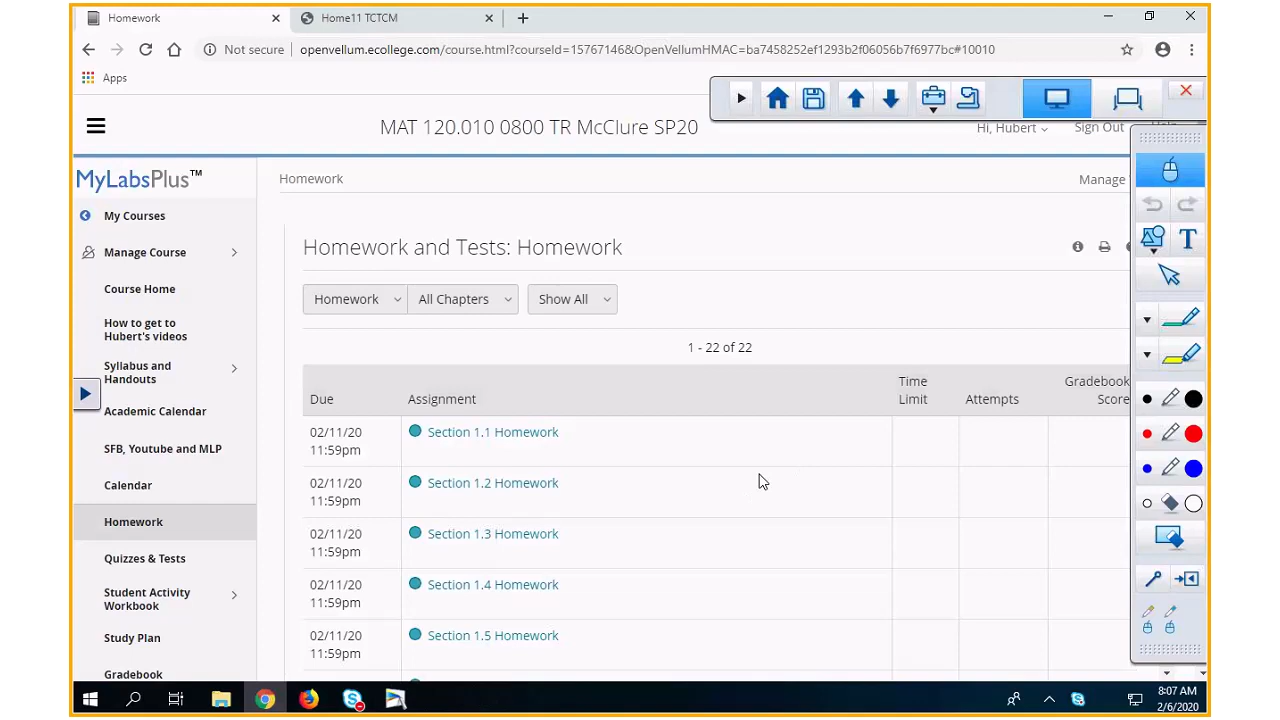 Homework
Home11 TCTCM
Not secure
openvellum.ecollege.com/course.html?courseId=15767146&OpenVellumHMAC=ba7458252ef1293b2f06056b7f6977bc#10010
Apps
MAT 120.010 0800 TR McClure SP20
Hi, Hubert
Sign Out
MyLabsPlus™
My Courses
Manage Course
Course Home
How to get to
Hubert's videos
Syllabus and
Handouts
Academic Calendar
SFB, Youtube and MLP
Calendar
Homework
Quizzes & Tests
Student Activity
Workbook
Study Plan
Gradebook
Homework
Manage
Homework and Tests: Homework
Homework
All Chapters
Show All
1 - 22 of 22
Due
Assignment
Time
Limit
Attempts
Gradebook
Score
02/11/20
11:59pm
Section 1.1 Homework
02/11/20
11:59pm
Section 1.2 Homework
02/11/20
11:59pm
Section 1.3 Homework
02/11/20
11:59pm
Section 1.4 Homework
02/11/20
11:59pm
Section 1.5 Homework
T
8:07 AM
2/6/2020